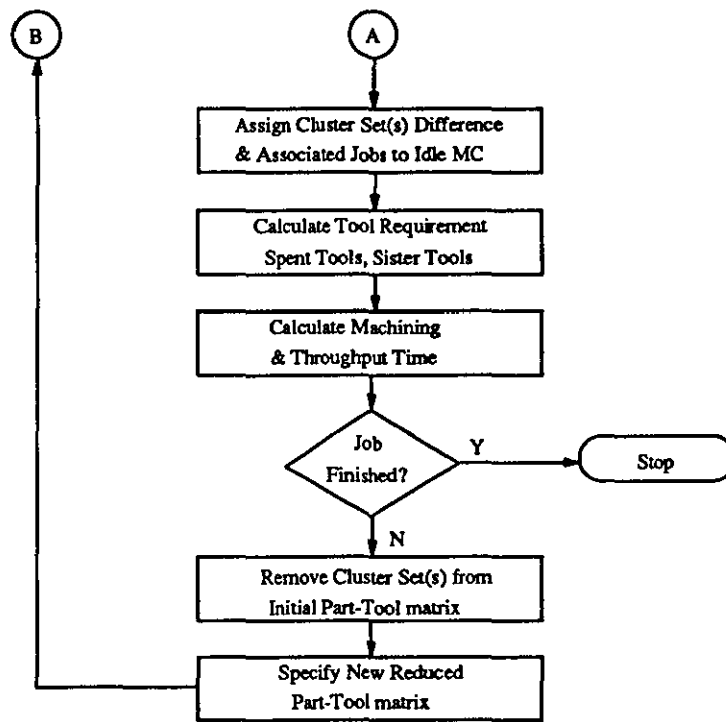 B
A
Assign Cluster Set(s) Difference
& Associated Jobs to Idle MC
Calculate Tool Requirement
Spent Tools, Sister Tools
Calculate Machining
& Throughput Time
Job
Finished?
Y
Stop
N
Remove Cluster Set(s) from
Initial Part-Tool matrix
Specify New Reduced
Part-Tool matrix